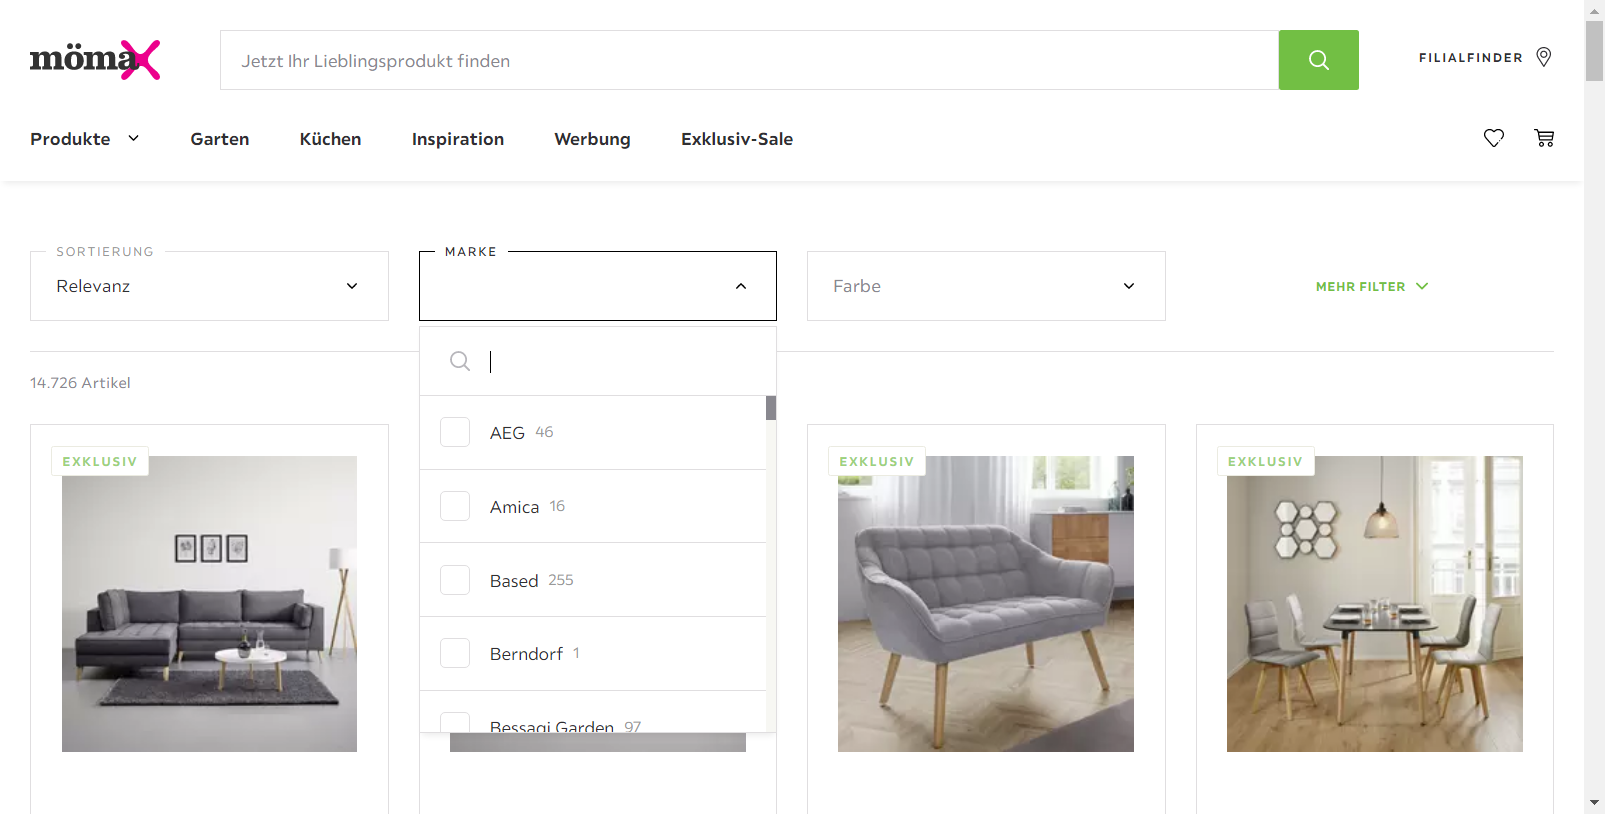 mömax
Jetzt Ihr Lieblingsprodukt finden
FILIALFINDER
Produkte
Garten
Küchen
Inspiration
Werbung
Exklusiv-Sale
SORTIERUNG
Relevanz
MARKE
Farbe
MEHR FILTER
14.726 Artikel
AEG 46
Amica 16
Based 255
Berndorf 1
Bessagi Garden 97
EXKLUSIV
EXKLUSIV
EXKLUSIV